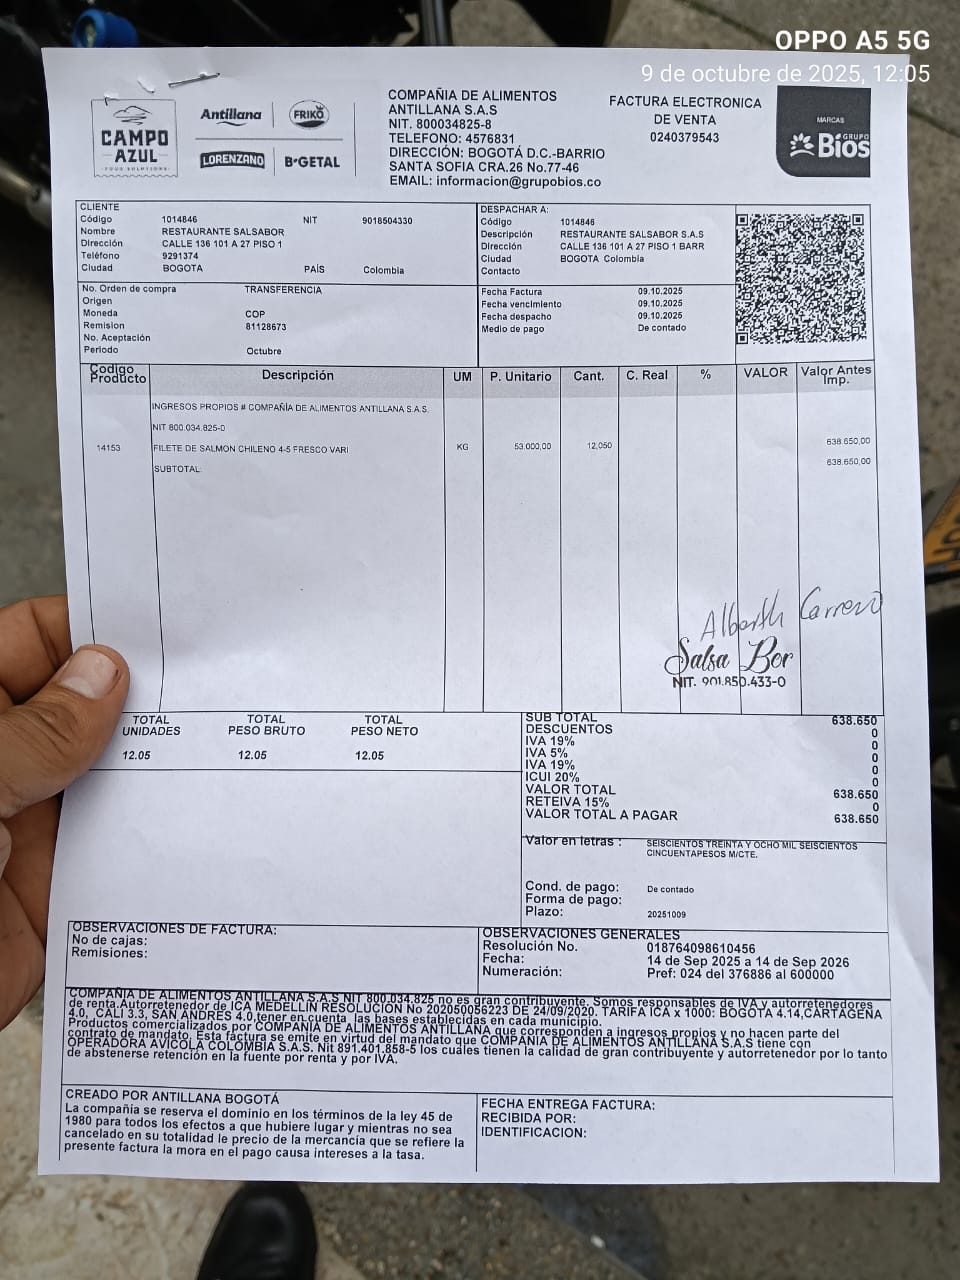 OPPO A5 5G
9 de octubre de 2025, 12:05
CAMPO
AZUL
FOOD SOLUTIONS
Antillana
FRIKO
LORENZANO
B•GETAL
COMPAÑIA DE ALIMENTOS
ANTILLANA S.A.S
NIT. 800034825-8
TELEFONO: 4576831
DIRECCIÓN: BOGOTÁ D.C.-BARRIO
SANTA SOFIA CRA.26 No.77-46
EMAIL: informacion@grupobios.co
FACTURA ELECTRONICA
DE VENTA
0240379543
MARCAS
GRUPO
Bios
CLIENTE
Código 1014846 NIT 9018504330
Nombre RESTAURANTE SALSABOR
Dirección CALLE 136 101 A 27 PISO 1
Teléfono 9291374
Ciudad BOGOTA PAÍS Colombia
DESPACHAR A:
Código 1014846
Descripción RESTAURANTE SALSABOR S.A.S
Dirección CALLE 136 101 A 27 PISO 1 BARR
Ciudad BOGOTA Colombia
Contacto
No. Orden de compra TRANSFERENCIA
Origen
Moneda COP
Remision 81128673
No. Aceptación
Periodo Octubre
Fecha Factura 09.10.2025
Fecha vencimiento 09.10.2025
Fecha despacho 09.10.2025
Medio de pago De contado
Codigo Producto Descripción UM P. Unitario Cant. C. Real % VALOR Valor Antes Imp.
INGRESOS PROPIOS # COMPAÑÍA DE ALIMENTOS ANTILLANA S.A.S.
NIT 800.034.825-0
14153 FILETE DE SALMON CHILENO 4-5 FRESCO VARI KG 53.000,00 12,050 638.650,00
SUBTOTAL 638.650,00
Alberth Carrero
Salsa Bor
NIT. 901.850.433-0
TOTAL UNIDADES TOTAL PESO BRUTO TOTAL PESO NETO
12.05 12.05 12.05
SUB TOTAL 638.650
DESCUENTOS 0
IVA 19% 0
IVA 5% 0
IVA 19% 0
ICUI 20% 0
VALOR TOTAL 638.650
RETEIVA 15% 0
VALOR TOTAL A PAGAR 638.650
Valor en letras : SEISCIENTOS TREINTA Y OCHO MIL SEISCIENTOS
CINCUENTAPESOS M/CTE.
Cond. de pago: De contado
Forma de pago:
Plazo: 20251009
OBSERVACIONES DE FACTURA:
No de cajas:
Remisiones:
OBSERVACIONES GENERALES
Resolución No. 018764098610456
Fecha: 14 de Sep 2025 a 14 de Sep 2026
Numeración: Pref: 024 del 376886 al 600000
COMPAÑIA DE ALIMENTOS ANTILLANA S.A.S NIT 800.034.825 no es gran contribuyente. Somos responsables de IVA y autorretenedores
de renta.Autorretenedor de ICA MEDELLIN RESOLUCIÓN No 202050056223 DE 24/09/2020. TARIFA ICA x 1000: BOGOTA 4.14,CARTAGENA
4.0, CALI 3.3, SAN ANDRES 4.0,tener en cuenta las bases establecidas en cada municipio.
Productos comercializados por COMPAÑIA DE ALIMENTOS ANTILLANA que corresponden a ingresos propios y no hacen parte del
contrato de mandato. Esta factura se emite en virtud del mandato que COMPAÑIA DE ALIMENTOS ANTILLANA S.A.S tiene con
OPERADORA AVICOLA COLOMBIA S.A.S. Nit 891.401.858-5 los cuales tienen la calidad de gran contribuyente y autorretenedor por lo tanto
de abstenerse retención en la fuente por renta y por IVA.
CREADO POR ANTILLANA BOGOTÁ
La compañia se reserva el dominio en los términos de la ley 45 de
1980 para todos los efectos a que hubiere lugar y mientras no sea
cancelado en su totalidad le precio de la mercancía que se refiere la
presente factura la mora en el pago causa intereses a la tasa.
FECHA ENTREGA FACTURA:
RECIBIDA POR:
IDENTIFICACION: